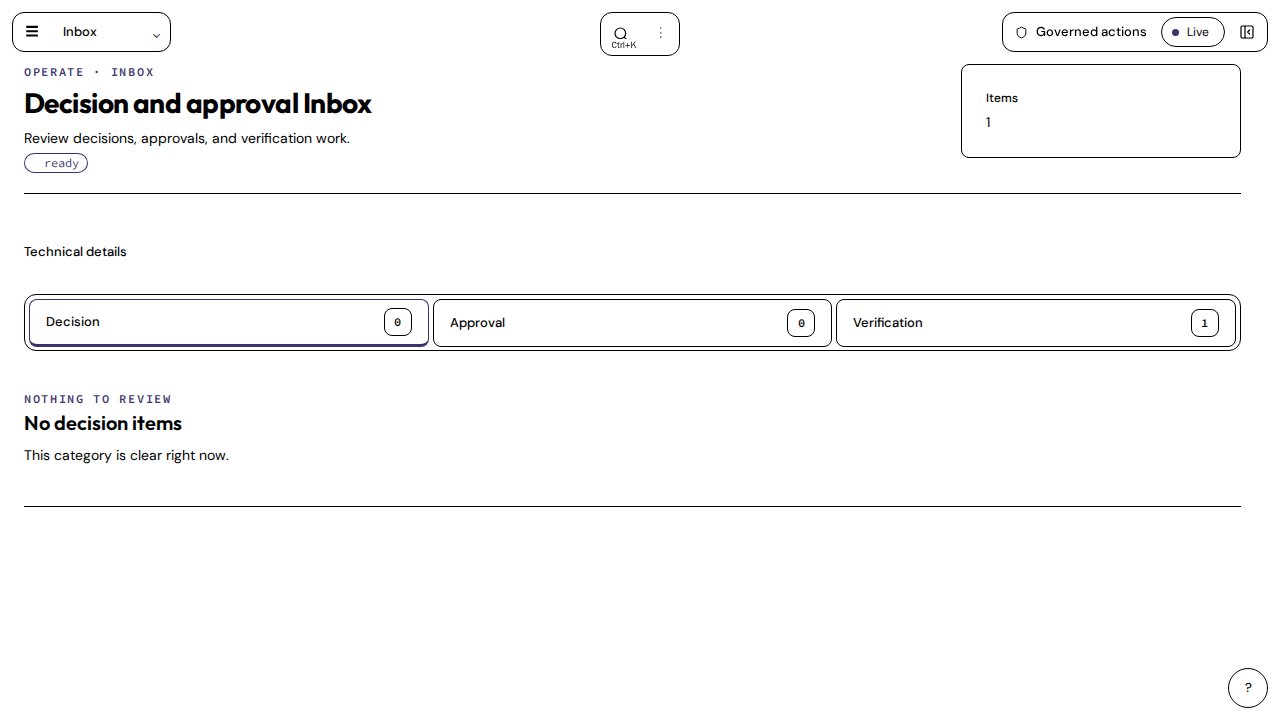 ☰ Inbox
Ctrl+K
⋮
Governed actions
Live
OPERATE · INBOX
Decision and approval Inbox
Review decisions, approvals, and verification work.
ready
Items
1
Technical details
Decision 0
Approval 0
Verification 1
NOTHING TO REVIEW
No decision items
This category is clear right now.
?